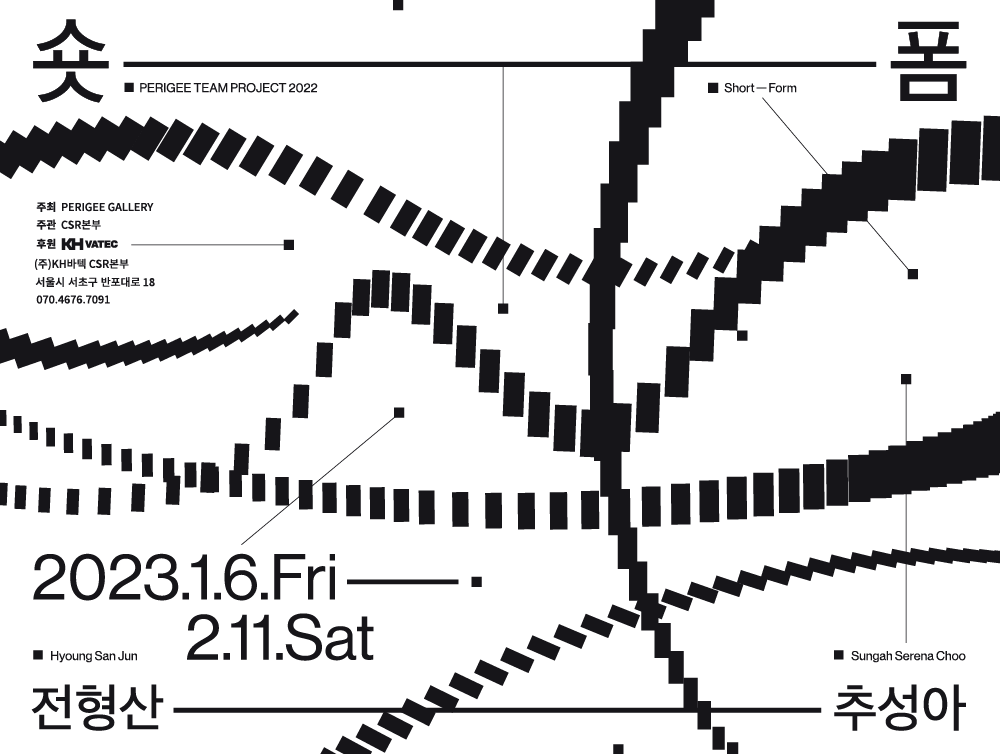 숏 폼
PERIGEE TEAM PROJECT 2022
Short—Form
주최 PERIGEE GALLERY
주관 CSR본부
후원 KH VATEC
(주)KH바텍 CSR본부
서울시 서초구 반포대로 18
070.4676.7091
2023.1.6.Fri
2.11.Sat
Hyoung San Jun
Sungah Serena Choo
전형산
추성아